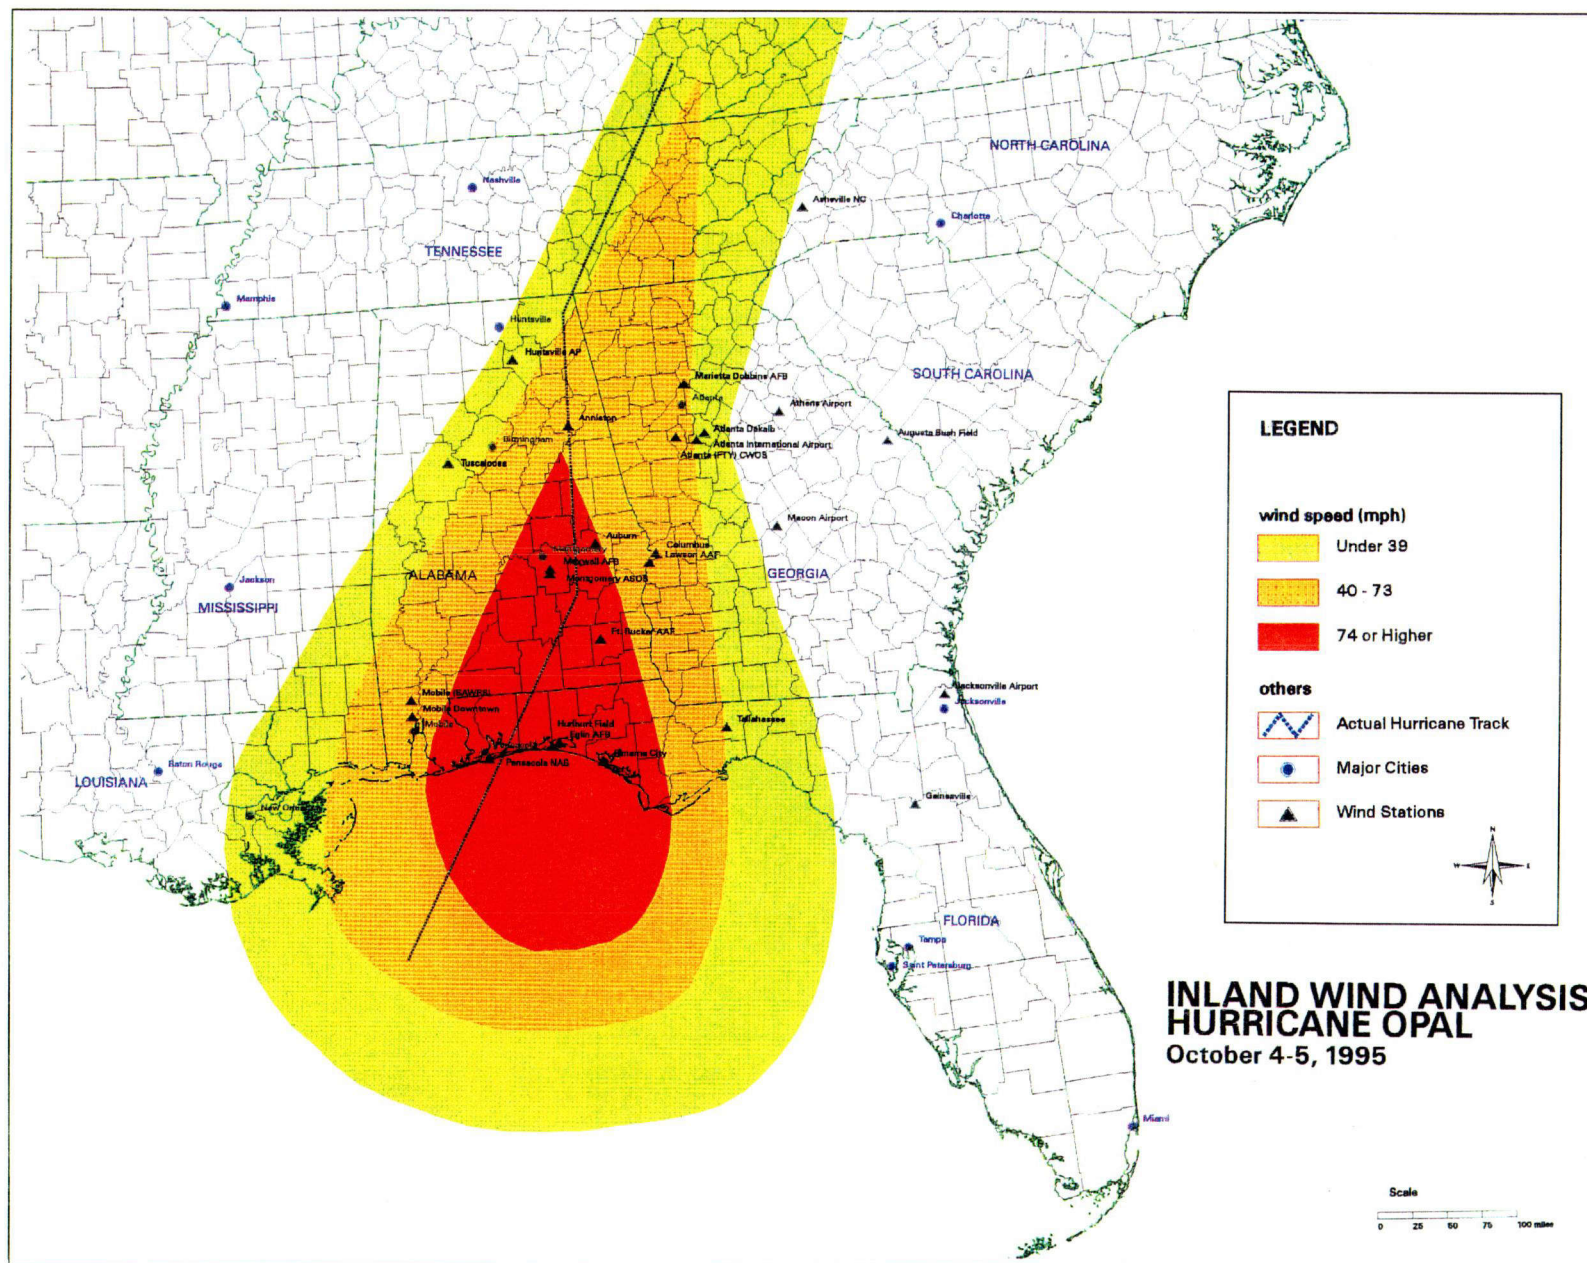 NORTH CAROLINA
Nashville
Asheville NC
Charlotte
TENNESSEE
Memphis
Huntsville
Huntsville AP
SOUTH CAROLINA
Marietta Dobbins AFB
Atlanta
Athens Airport
Anniston
Atlanta Dekalb
Augusta Bush Field
Birmingham
Atlanta International Airport
Atlanta (FTY) CWOS
Tuscaloosa
Macon Airport
Auburn
Columbus
Montgomery
Lawson AAF
Maxwell AFB
ALABAMA
Montgomery ASOS
GEORGIA
Jackson
MISSISSIPPI
Ft. Rucker AAF
Mobile
Mobile Downtown
Mobile
Hurlburt Field
Eglin AFB
Tallahassee
Jacksonville Airport
Jacksonville
Panama City
Pensacola NAS
Baton Rouge
LOUISIANA
New Orleans
Gainesville
FLORIDA
Tampa
Saint Petersburg
Miami
LEGEND
wind speed (mph)
Under 39
40 - 73
74 or Higher
others
Actual Hurricane Track
Major Cities
Wind Stations
N
W
E
S
INLAND WIND ANALYSIS
HURRICANE OPAL
October 4-5, 1995
Scale
0 25 50 75 100 miles